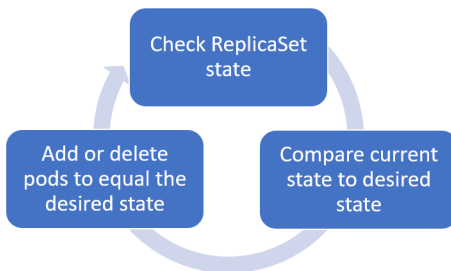 Check ReplicaSet
state
Compare current
state to desired
state
Add or delete
pods to equal the
desired state